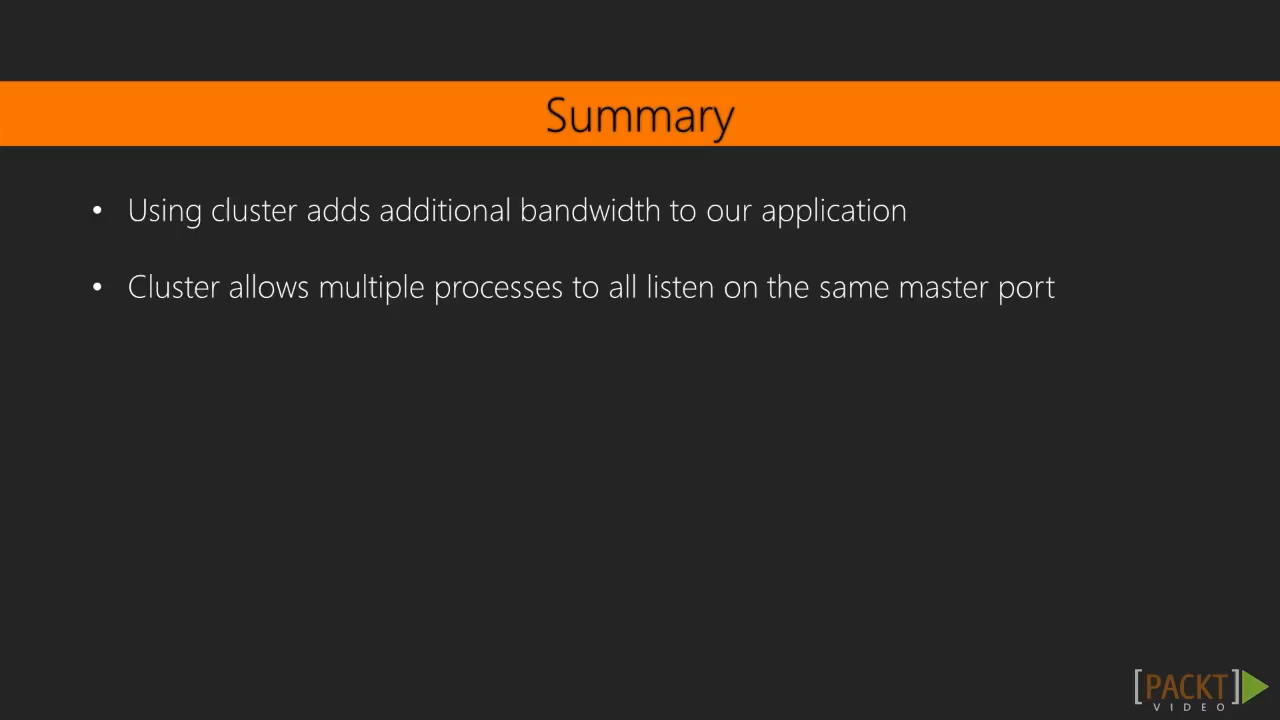 Summary
• Using cluster adds additional bandwidth to our application
• Cluster allows multiple processes to all listen on the same master port
[PACKT]
VIDEO